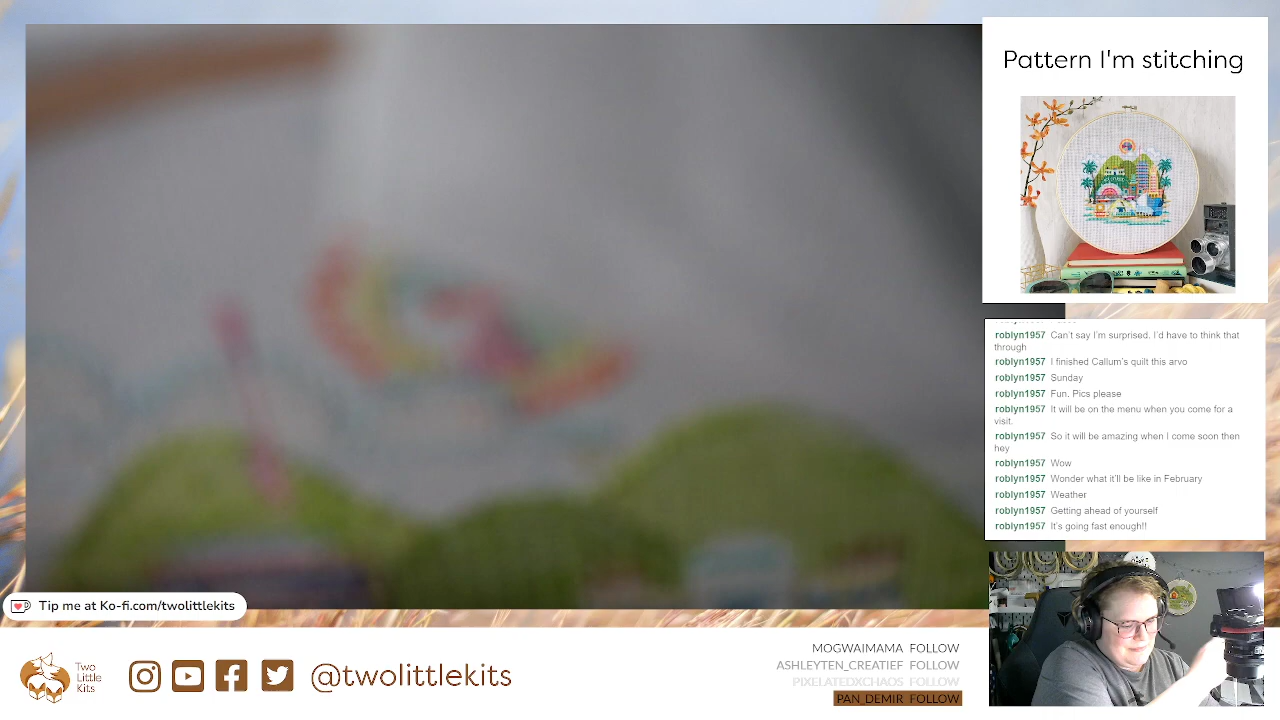 Pattern I'm stitching
roblyn1957 Can't say I'm surprised. I'd have to think that
through
roblyn1957 I finished Callum's quilt this arvo
roblyn1957 Sunday
roblyn1957 Fun. Pics please
roblyn1957 It will be on the menu when you come for a
visit.
roblyn1957 So it will be amazing when I come soon then
hey
roblyn1957 Wow
roblyn1957 Wonder what it'll be like in February
roblyn1957 Weather
roblyn1957 Getting ahead of yourself
roblyn1957 It's going fast enough!!
Tip me at Ko-fi.com/twolittlekits
Two
Little
Kits
@twolittlekits
MOGWAIMAMA FOLLOW
ASHLEYTEN_CREATIEF FOLLOW
PIXELATEDXCHAOS FOLLOW
PAN_DEMIR FOLLOW